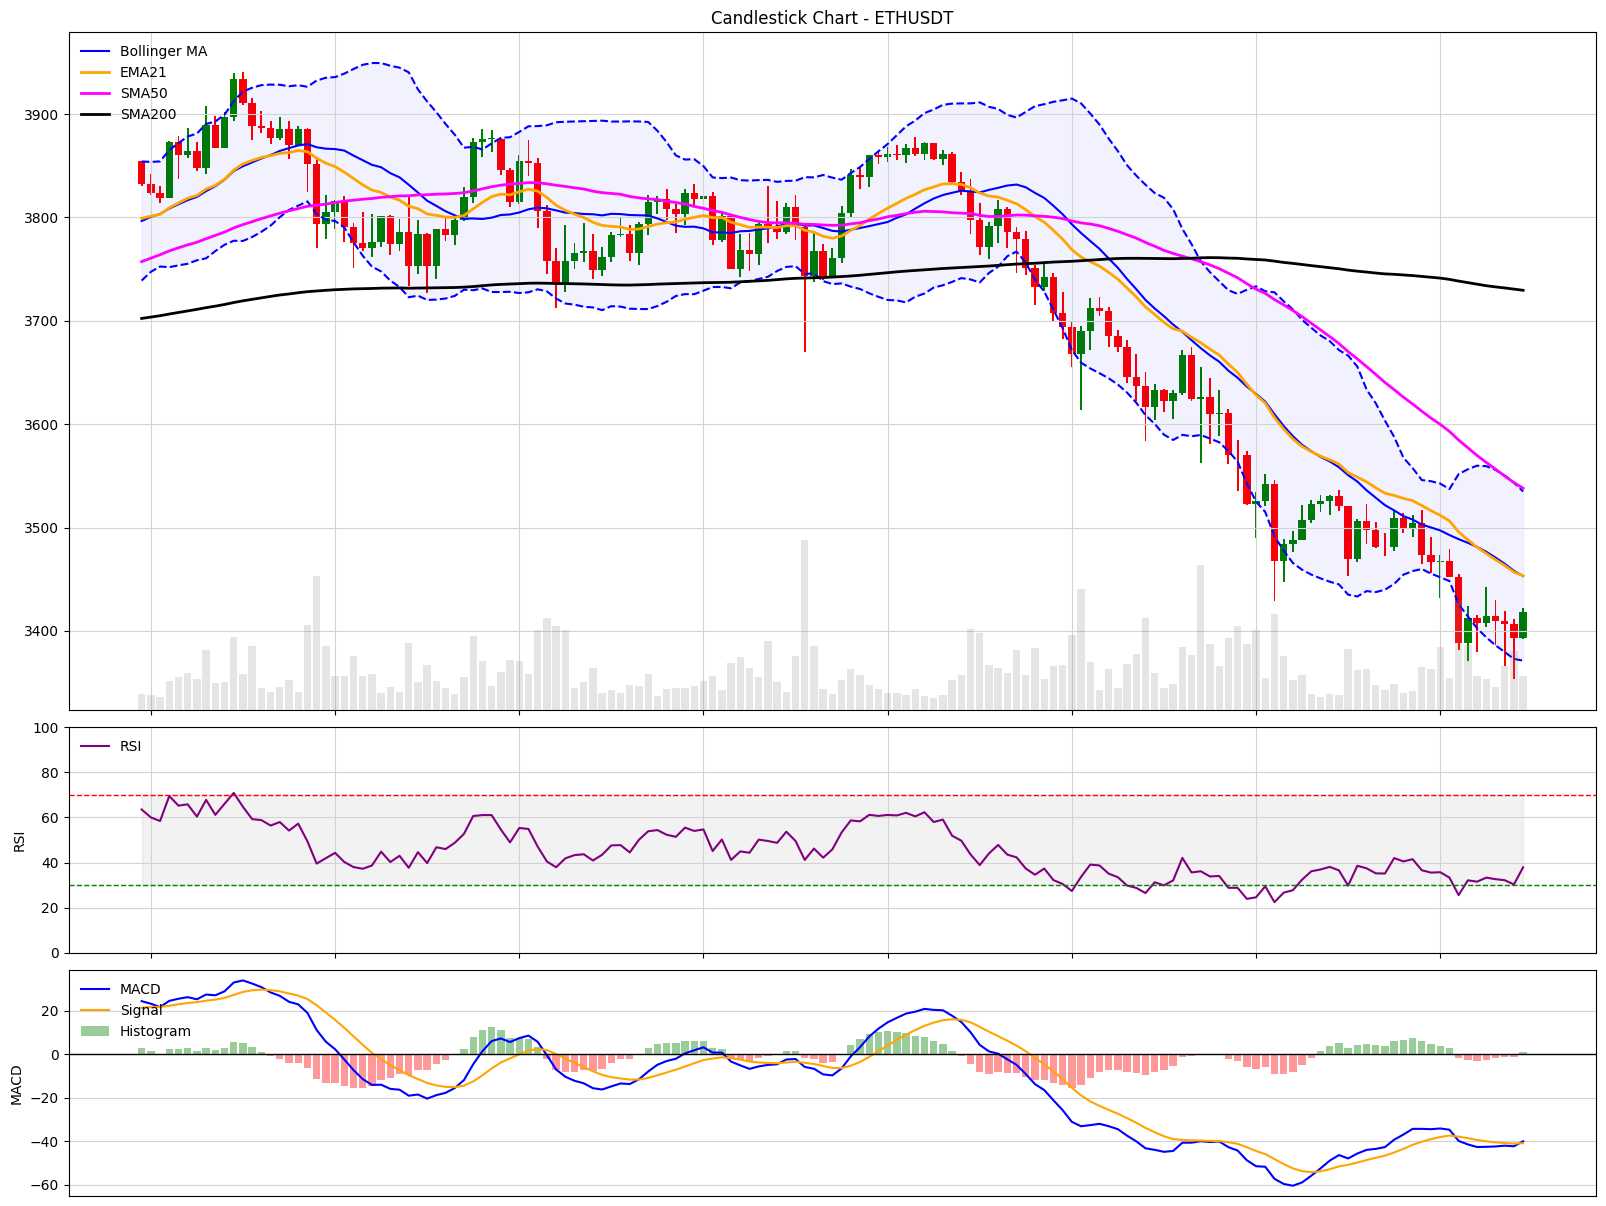 Candlestick Chart - ETHUSDT
Bollinger MA
EMA21
SMA50
SMA200
3900
3800
3700
3600
3500
3400
100
80
60
40
20
0
RSI
RSI
20
0
−20
−40
−60
MACD
MACD
Signal
Histogram